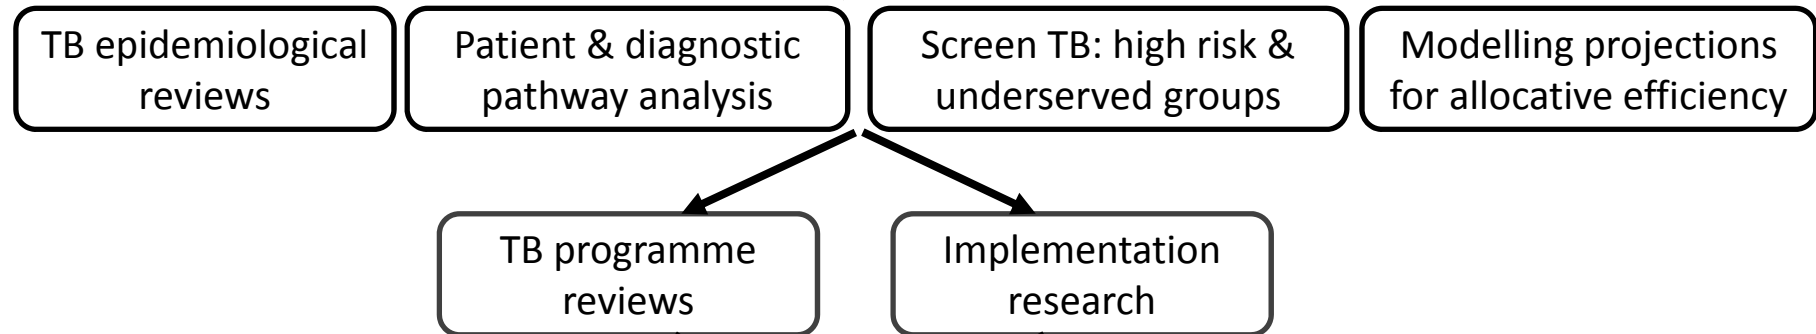 TB epidemiological
reviews
Patient & diagnostic
pathway analysis
Screen TB: high risk &
underserved groups
Modelling projections
for allocative efficiency
TB programme
reviews
Implementation
research